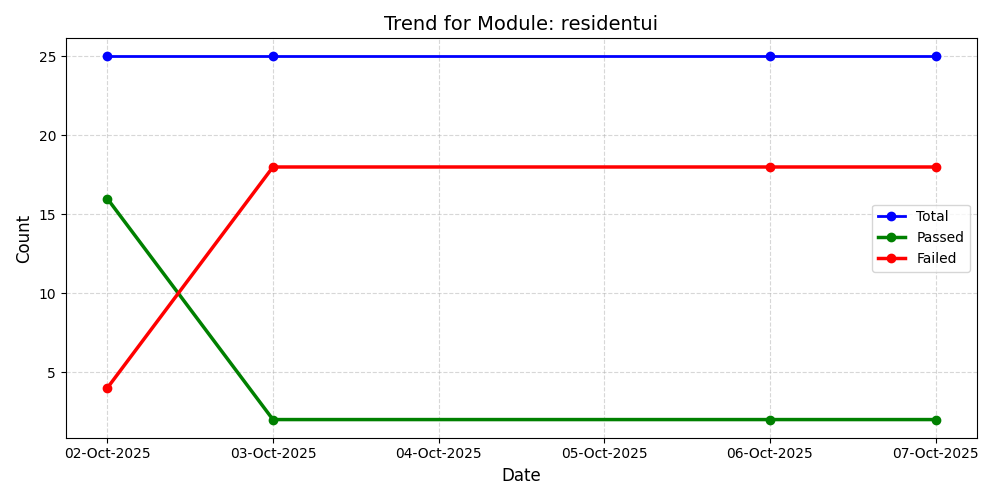 Trend for Module: residentui
25
20
15
10
5
Count
Total
Passed
Failed
02-Oct-2025 03-Oct-2025 04-Oct-2025 05-Oct-2025 06-Oct-2025 07-Oct-2025
Date